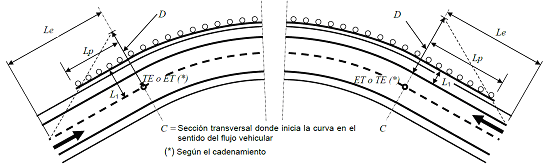 Le
D
Lp
TE o ET (*)
L1
C
D
Le
Lp
ET o TE (*)
L1
C
C = Sección transversal donde inicia la curva en el
sentido del flujo vehicular
(*) Según el cadenamiento